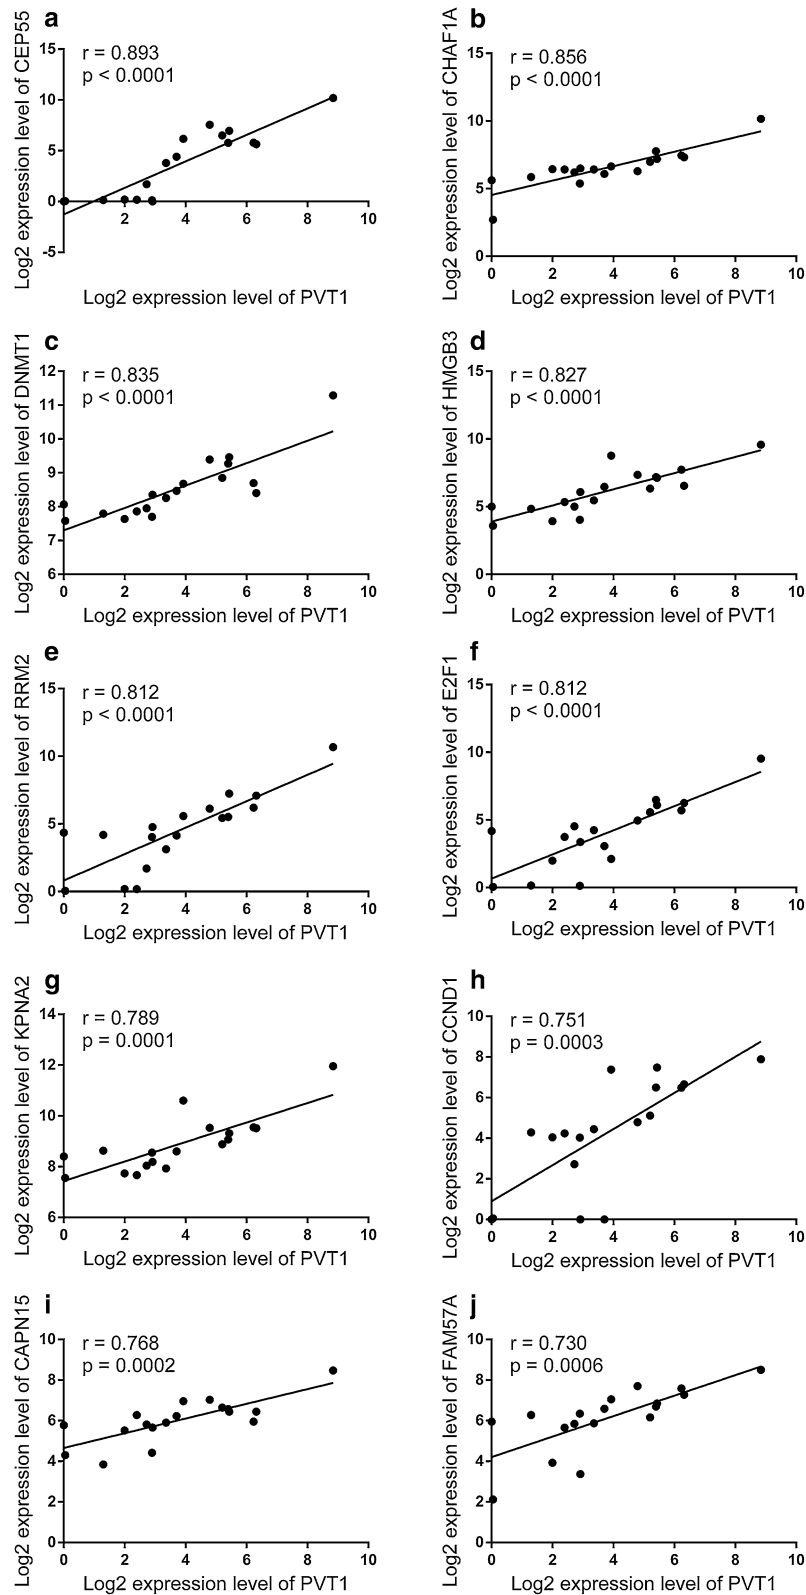 a
Log2 expression level of CEP55
r = 0.893
p < 0.0001
15
10
5
0
-5
2 4 6 8 10
Log2 expression level of PVT1
b
Log2 expression level of CHAF1A
r = 0.856
p < 0.0001
15
10
5
0
0 2 4 6 8 10
Log2 expression level of PVT1
c
Log2 expression level of DNMT1
r = 0.835
p < 0.0001
12
11
10
9
8
7
6
0 2 4 6 8 10
Log2 expression level of PVT1
d
Log2 expression level of HMGB3
r = 0.827
p < 0.0001
15
10
5
0
0 2 4 6 8 10
Log2 expression level of PVT1
e
Log2 expression level of RRM2
r = 0.812
p < 0.0001
15
10
5
0
0 2 4 6 8 10
Log2 expression level of PVT1
f
Log2 expression level of E2F1
r = 0.812
p < 0.0001
15
10
5
0
0 2 4 6 8 10
Log2 expression level of PVT1
g
Log2 expression level of KPNA2
r = 0.789
p = 0.0001
14
12
10
8
6
0 2 4 6 8 10
Log2 expression level of PVT1
h
Log2 expression level of CCND1
r = 0.751
p = 0.0003
10
8
6
4
2
0
0 2 4 6 8 10
Log2 expression level of PVT1
i
Log2 expression level of CAPN15
r = 0.768
p = 0.0002
10
8
6
4
2
0
0 2 4 6 8 10
Log2 expression level of PVT1
j
Log2 expression level of FAM57A
r = 0.730
p = 0.0006
10
8
6
4
2
0
0 2 4 6 8 10
Log2 expression level of PVT1